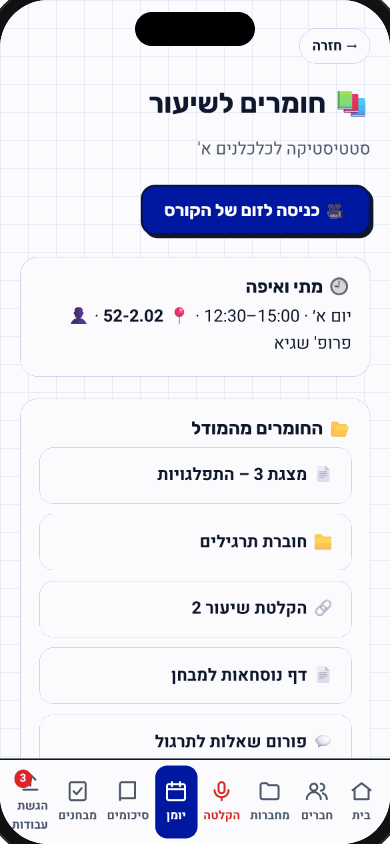 → חזרה
📚 חומרים לשיעור
סטטיסטיקה לכלכלנים א'
🎥 כניסה לזום של הקורס
🕘 מתי ואיפה
יום א׳ · 12:30–15:00 · 📍 52-2.02 · 👤
פרופ' שגיא
📂 החומרים מהמודל
📄 מצגת 3 – התפלגויות
📁 חוברת תרגילים
🔗 הקלטת שיעור 2
📄 דף נוסחאות למבחן
💬 פורום שאלות לתרגול
בית
חברים
מחברות
הקלטה
יומן
סיכומים
מבחנים
3
הגשת
עבודות